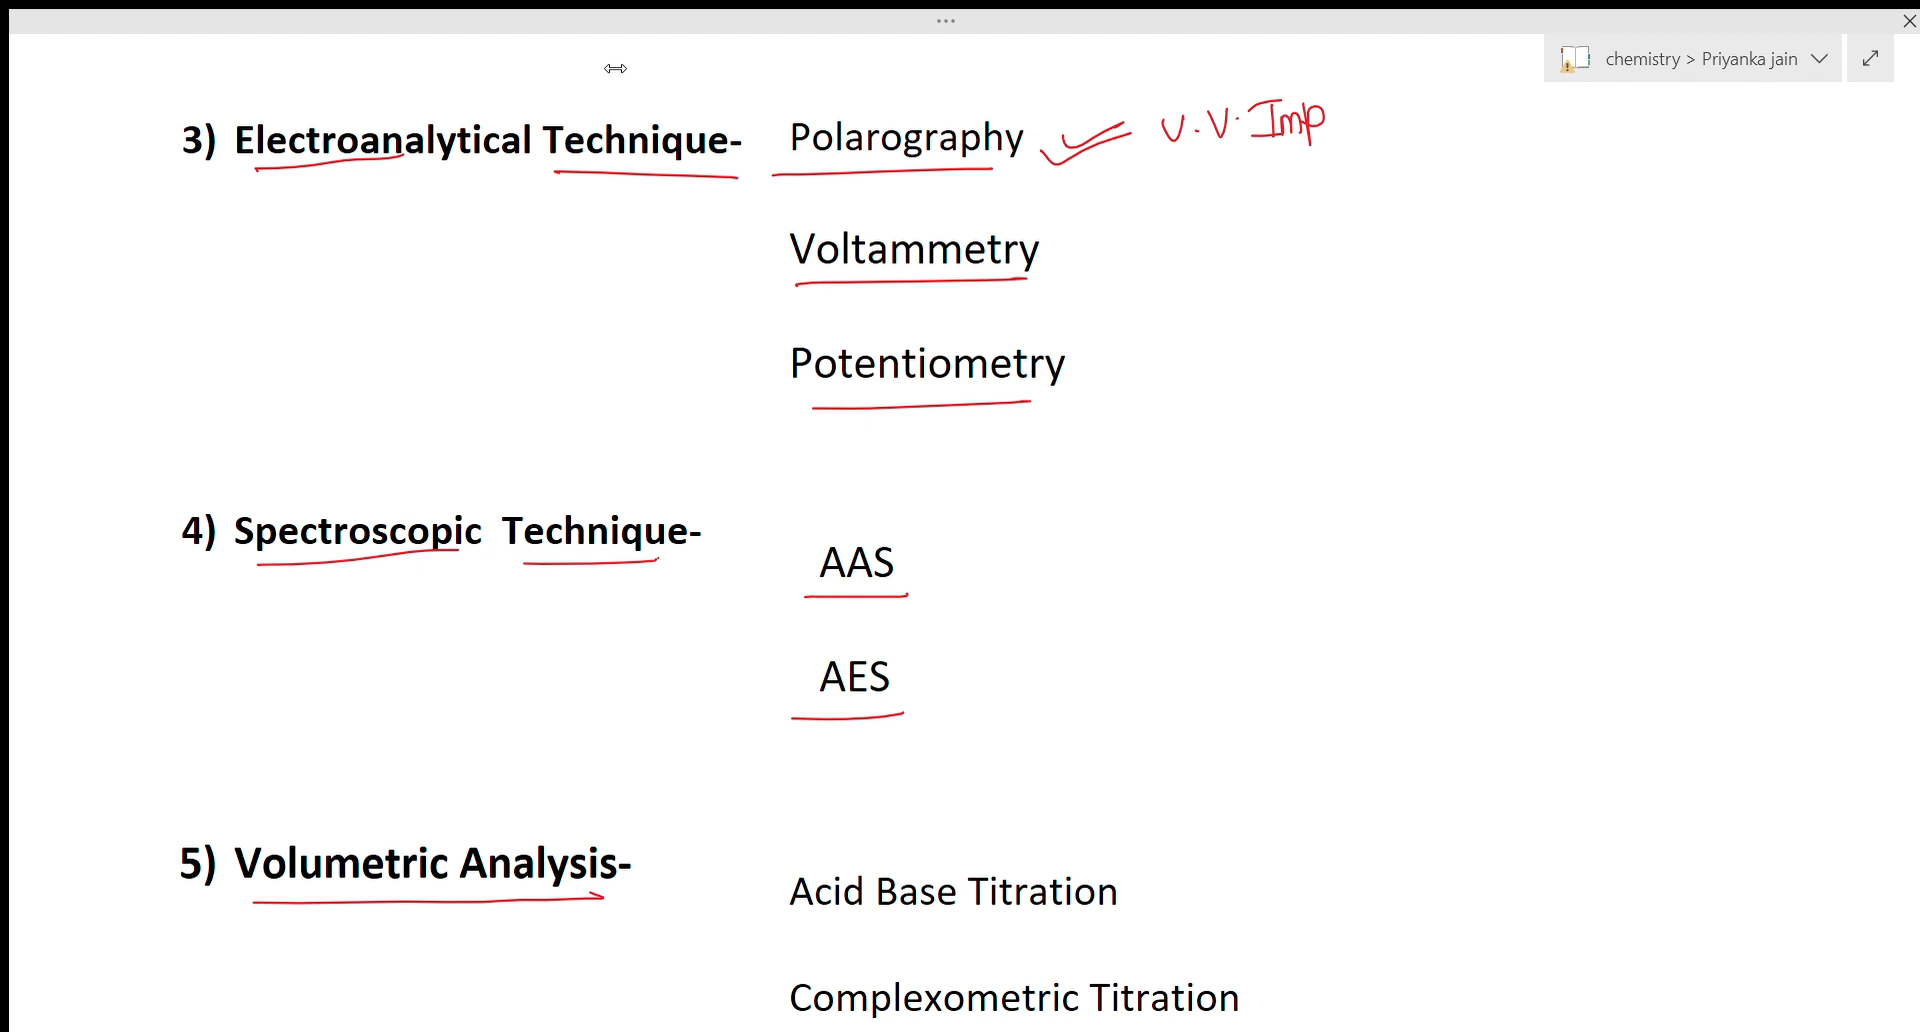 chemistry > Priyanka jain
3) Electroanalytical Technique- Polarography V.V. Imp
Voltammetry
Potentiometry
4) Spectroscopic Technique-
AAS
AES
5) Volumetric Analysis-
Acid Base Titration
Complexometric Titration